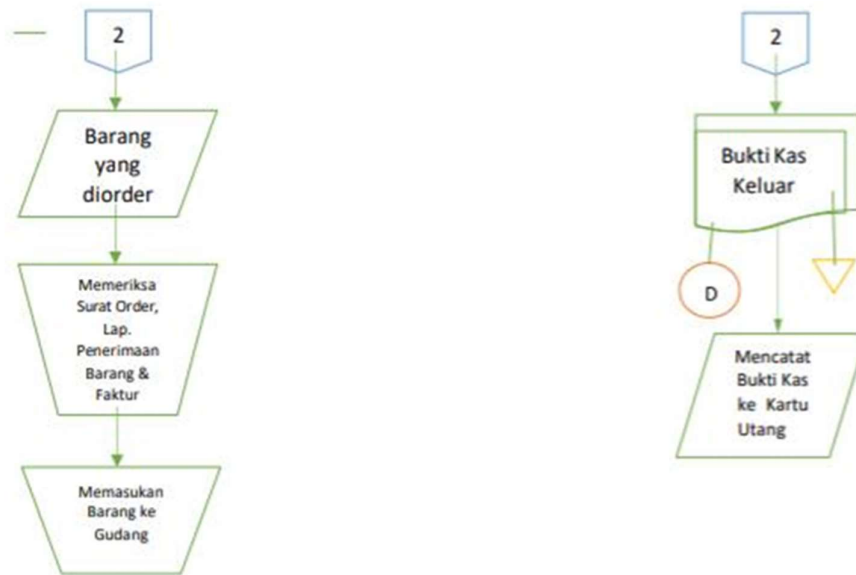 2
Barang
yang
diorder
Memeriksa
Surat Order,
Lap.
Penerimaan
Barang &
Faktur
Memasukan
Barang ke
Gudang
2
Bukti Kas
Keluar
D
Mencatat
Bukti Kas
ke Kartu
Utang